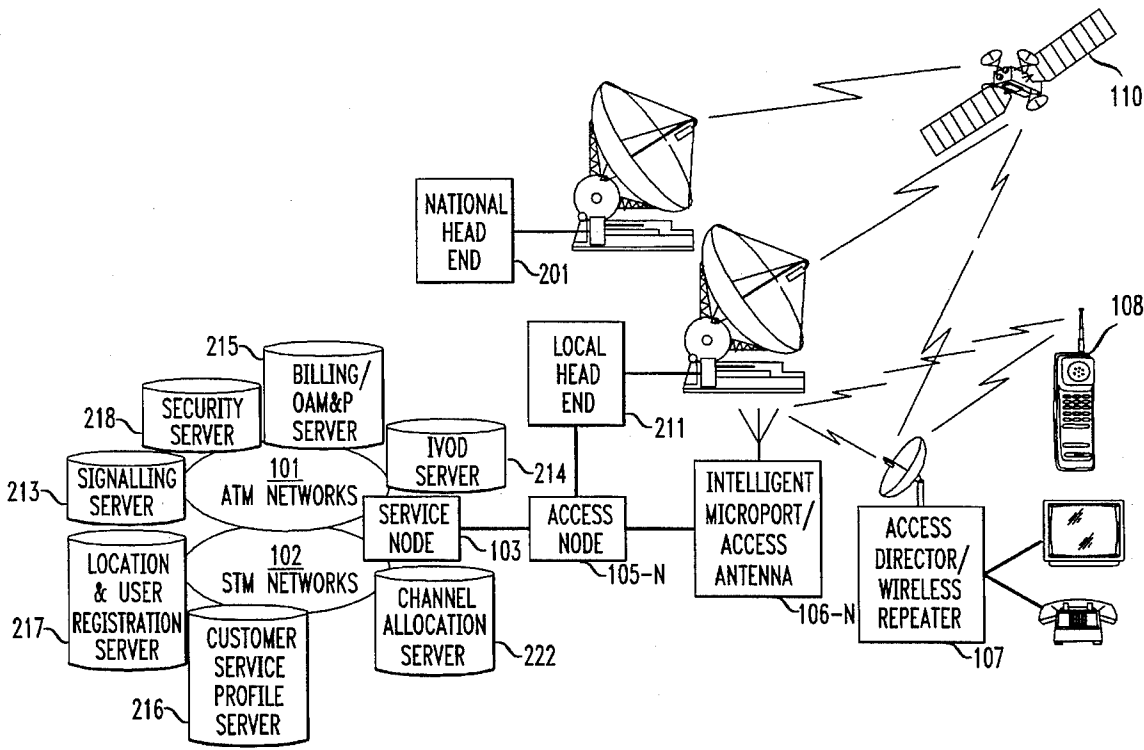 110
NATIONAL
HEAD
END
201
108
215
BILLING/
OAM&P
SERVER
LOCAL
HEAD
END
211
218
SECURITY
SERVER
IVOD
SERVER
214
213
SIGNALLING
SERVER
101
ATM NETWORKS
SERVICE
NODE
103
ACCESS
NODE
105-N
INTELLIGENT
MICROPORT/
ACCESS
ANTENNA
106-N
ACCESS
DIRECTOR/
WIRELESS
REPEATER
107
102
STM NETWORKS
LOCATION
& USER
REGISTRATION
SERVER
217
CUSTOMER
SERVICE
PROFILE
SERVER
216
CHANNEL
ALLOCATION
SERVER
222